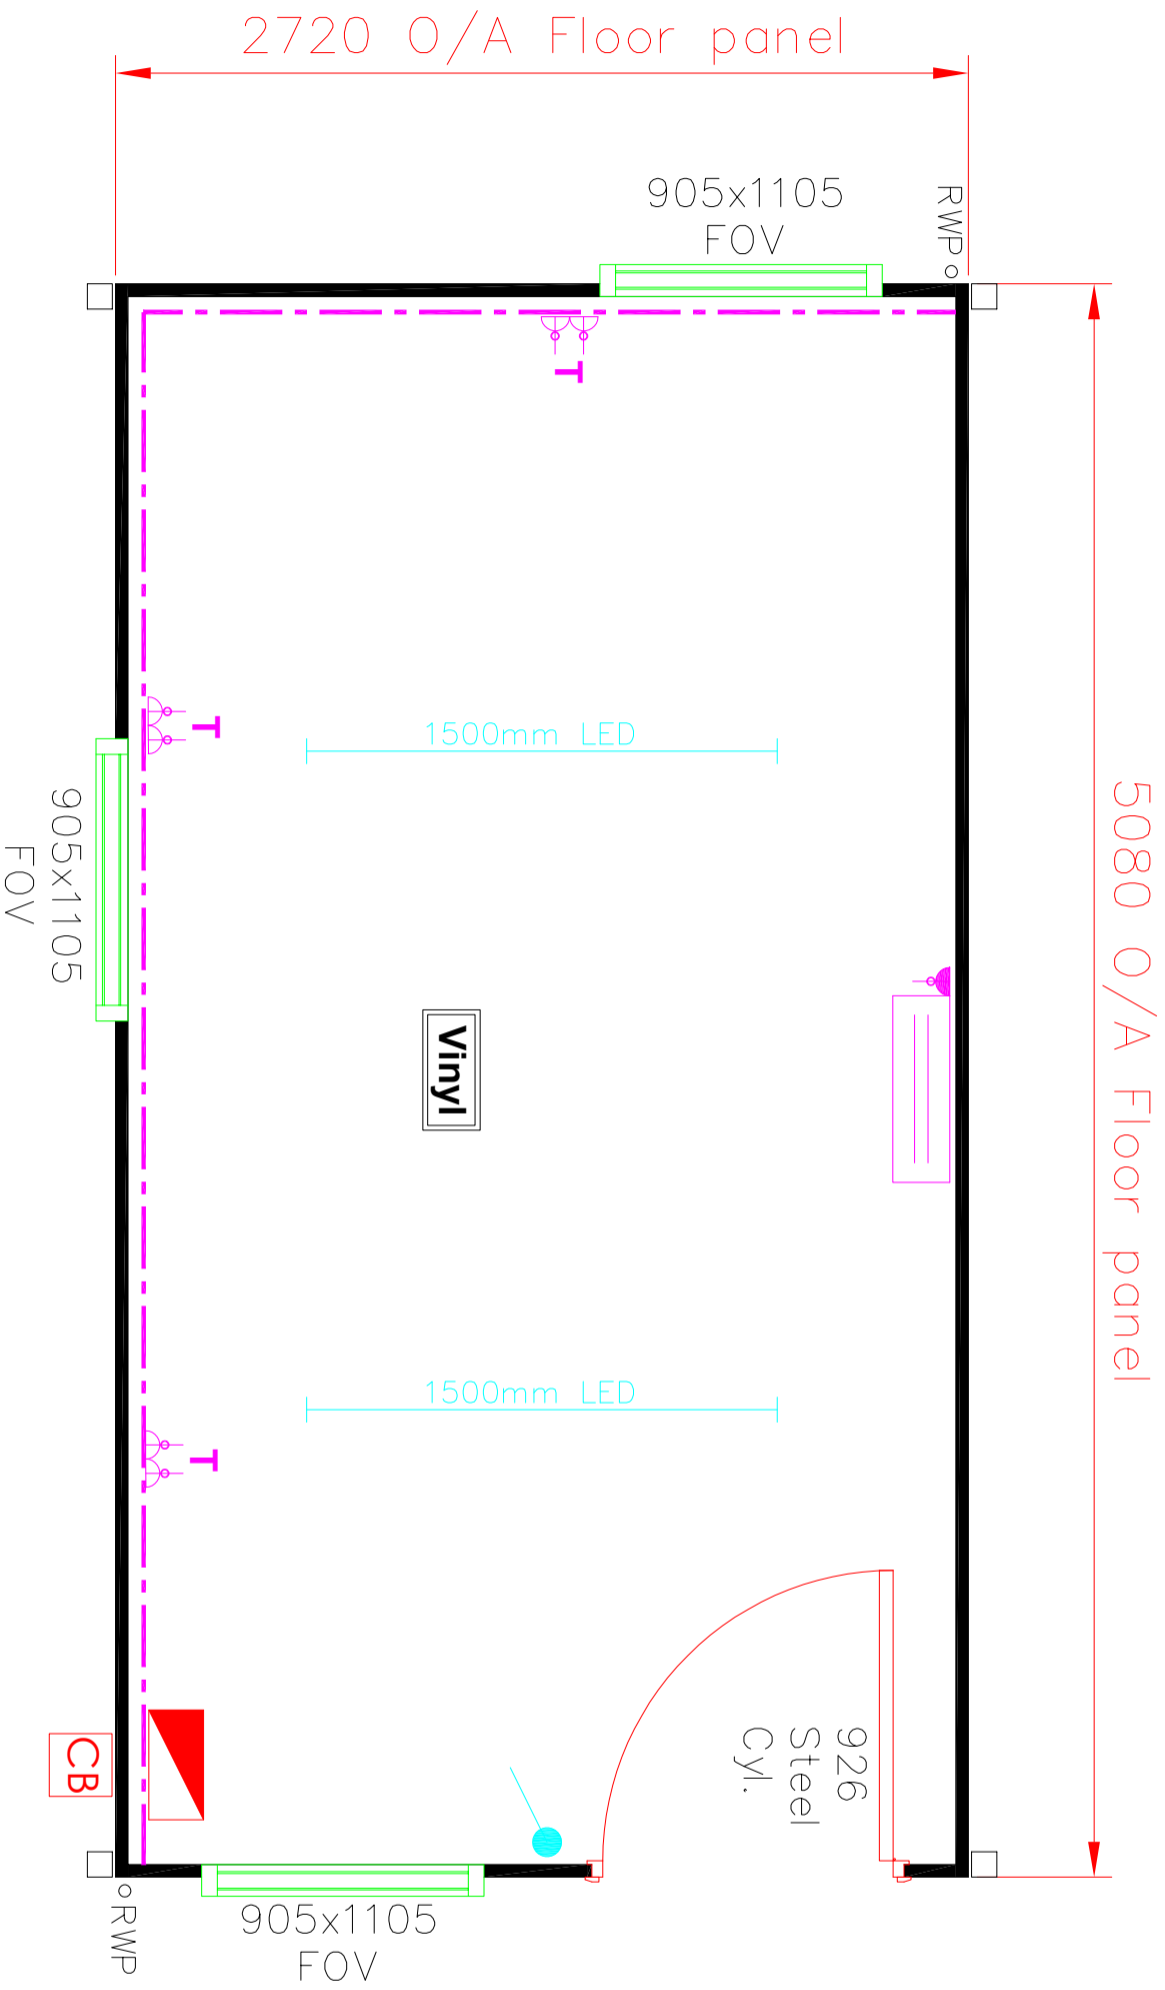 2720 O/A Floor panel
905x1105
FOV
RWP
T
5080 O/A Floor panel
T
1500mm LED
905x1105
FOV
Vinyl
1500mm LED
T
926
Steel
Cyl.
CB
905x1105
FOV
RWP